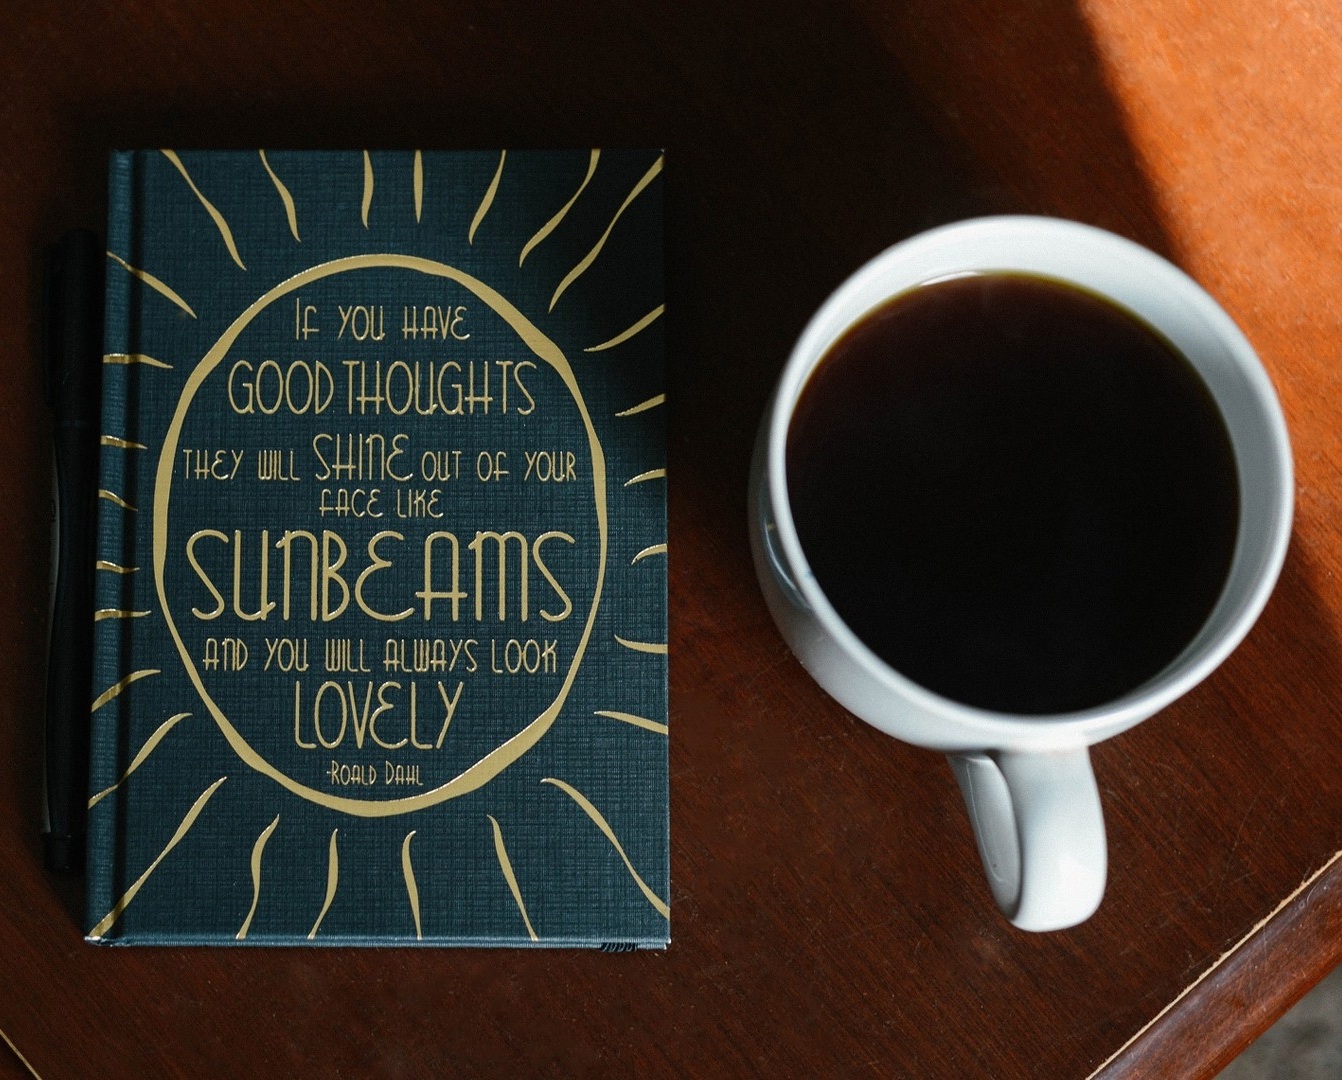 If you have
GOOD THOUGHTS
THEY WILL SHINE OUT OF YOUR
FACE LIKE
SUNBEAMS
AND YOU WILL ALWAYS LOOK
LOVELY
-Roald Dahl